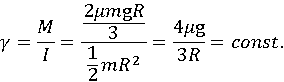 γ = M/I = (2μmgR/3)/(1/2 mR²) = 4μg/3R = const.